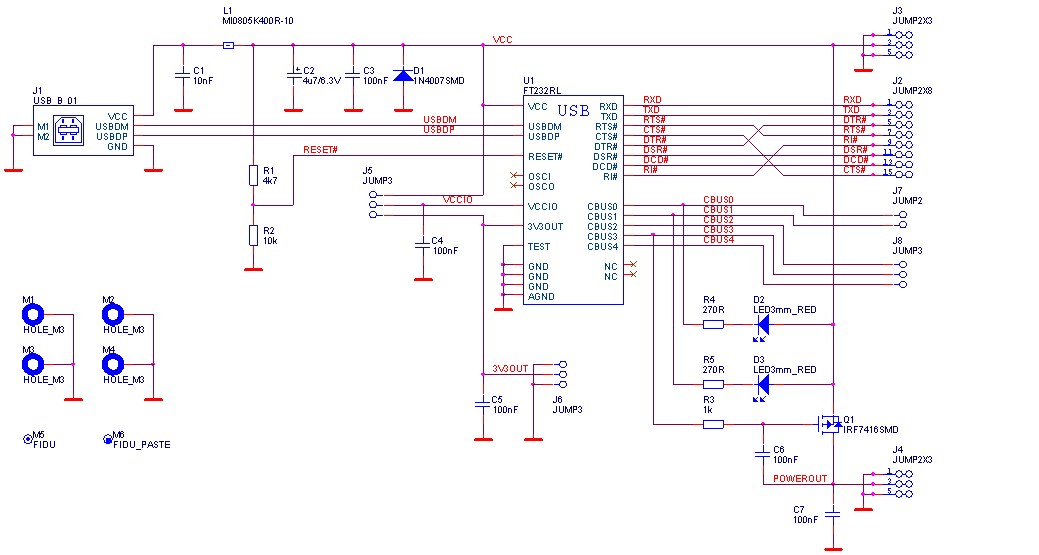 L1
MI0805K400R-10
J3
JUMP2X3
VCC
1
3
5
C1
10nF
C2
4u7/6.3V
+
C3
100nF
D1
1N4007SMD
U1
FT232RL
J1
USB_B_01
VCC
USBDM
USBDP
GND
M1
M2
USBDM
USBDP
RESET#
VCC
USBDM
USBDP
RESET#
OSCI
OSCO
VCCIO
3V3OUT
TEST
GND
GND
GND
AGND
USB
RXD
TXD
RTS#
CTS#
DTR#
DSR#
DCD#
RI#
CBUS0
CBUS1
CBUS2
CBUS3
CBUS4
NC
NC
RXD
TXD
RTS#
CTS#
DTR#
DSR#
DCD#
RI#
RXD
TXD
DTR#
RTS#
RI#
DSR#
DCD#
CTS#
J2
JUMP2X8
1
3
5
7
9
11
13
15
R1
4k7
R2
10k
J5
JUMP3
VCCIO
C4
100nF
CBUS0
CBUS1
CBUS2
CBUS3
CBUS4
J7
JUMP2
J8
JUMP3
M1
HOLE_M3
M2
HOLE_M3
M3
HOLE_M3
M4
HOLE_M3
M5
FIDU
M6
FIDU_PASTE
3V3OUT
C5
100nF
J6
JUMP3
R4
270R
D2
LED3mm_RED
R5
270R
D3
LED3mm_RED
R3
1k
Q1
IRF7416SMD
C6
100nF
POWEROUT
J4
JUMP2X3
1
3
5
C7
100nF